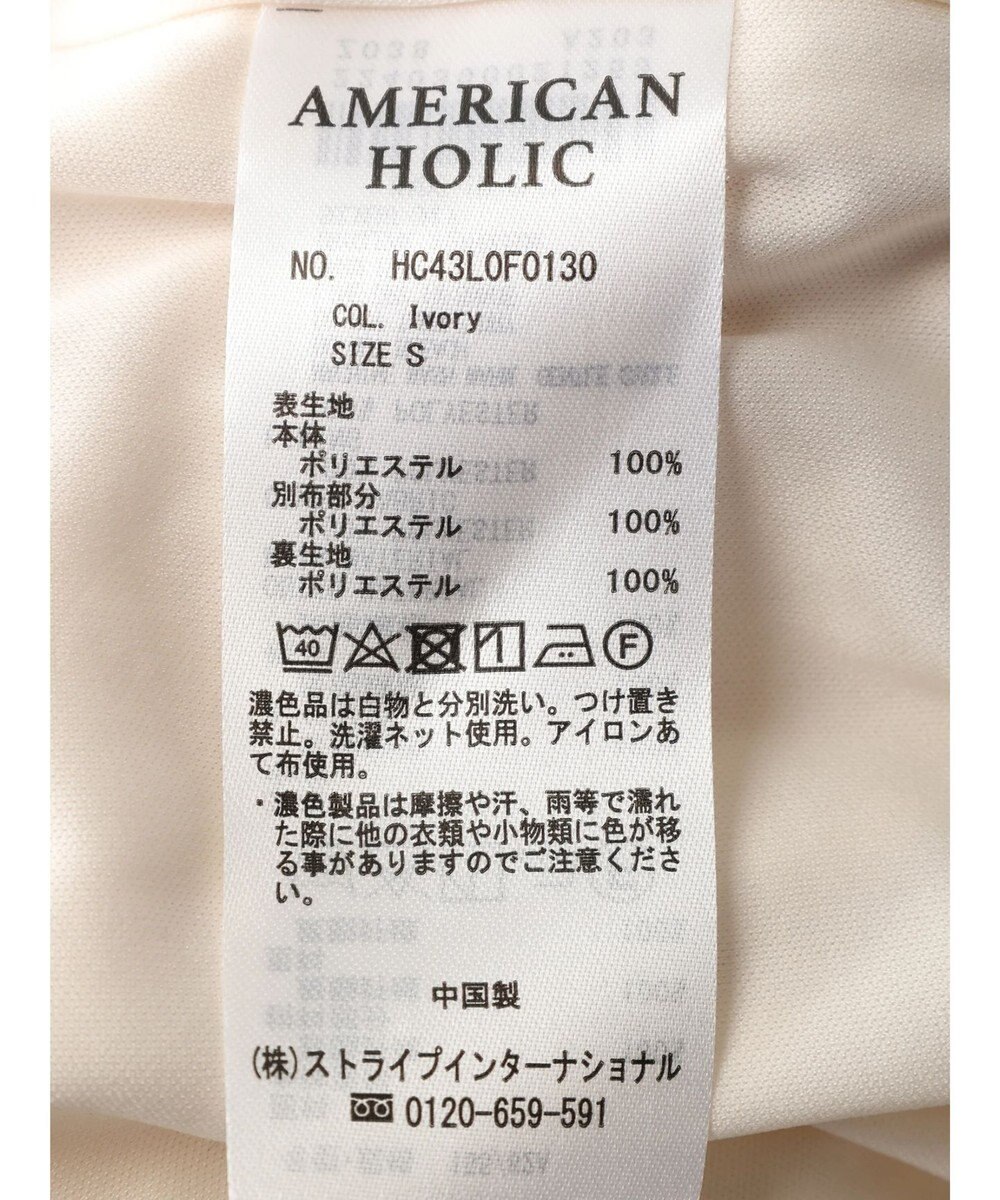 AMERICAN
HOLIC
NO. HC43L0F0130
COL. Ivory
SIZE S
表生地
本体
ポリエステル 100%
別布部分
ポリエステル 100%
裏生地
ポリエステル 100%
40 F
濃色品は白物と分別洗い。つけ置き
禁止。洗濯ネット使用。アイロンあ
て布使用。
・濃色製品は摩擦や汗、雨等で濡れ
た際に他の衣類や小物類に色が移
る事がありますのでご注意くださ
い。
中国製
(株)ストライプインターナショナル
0120-659-591